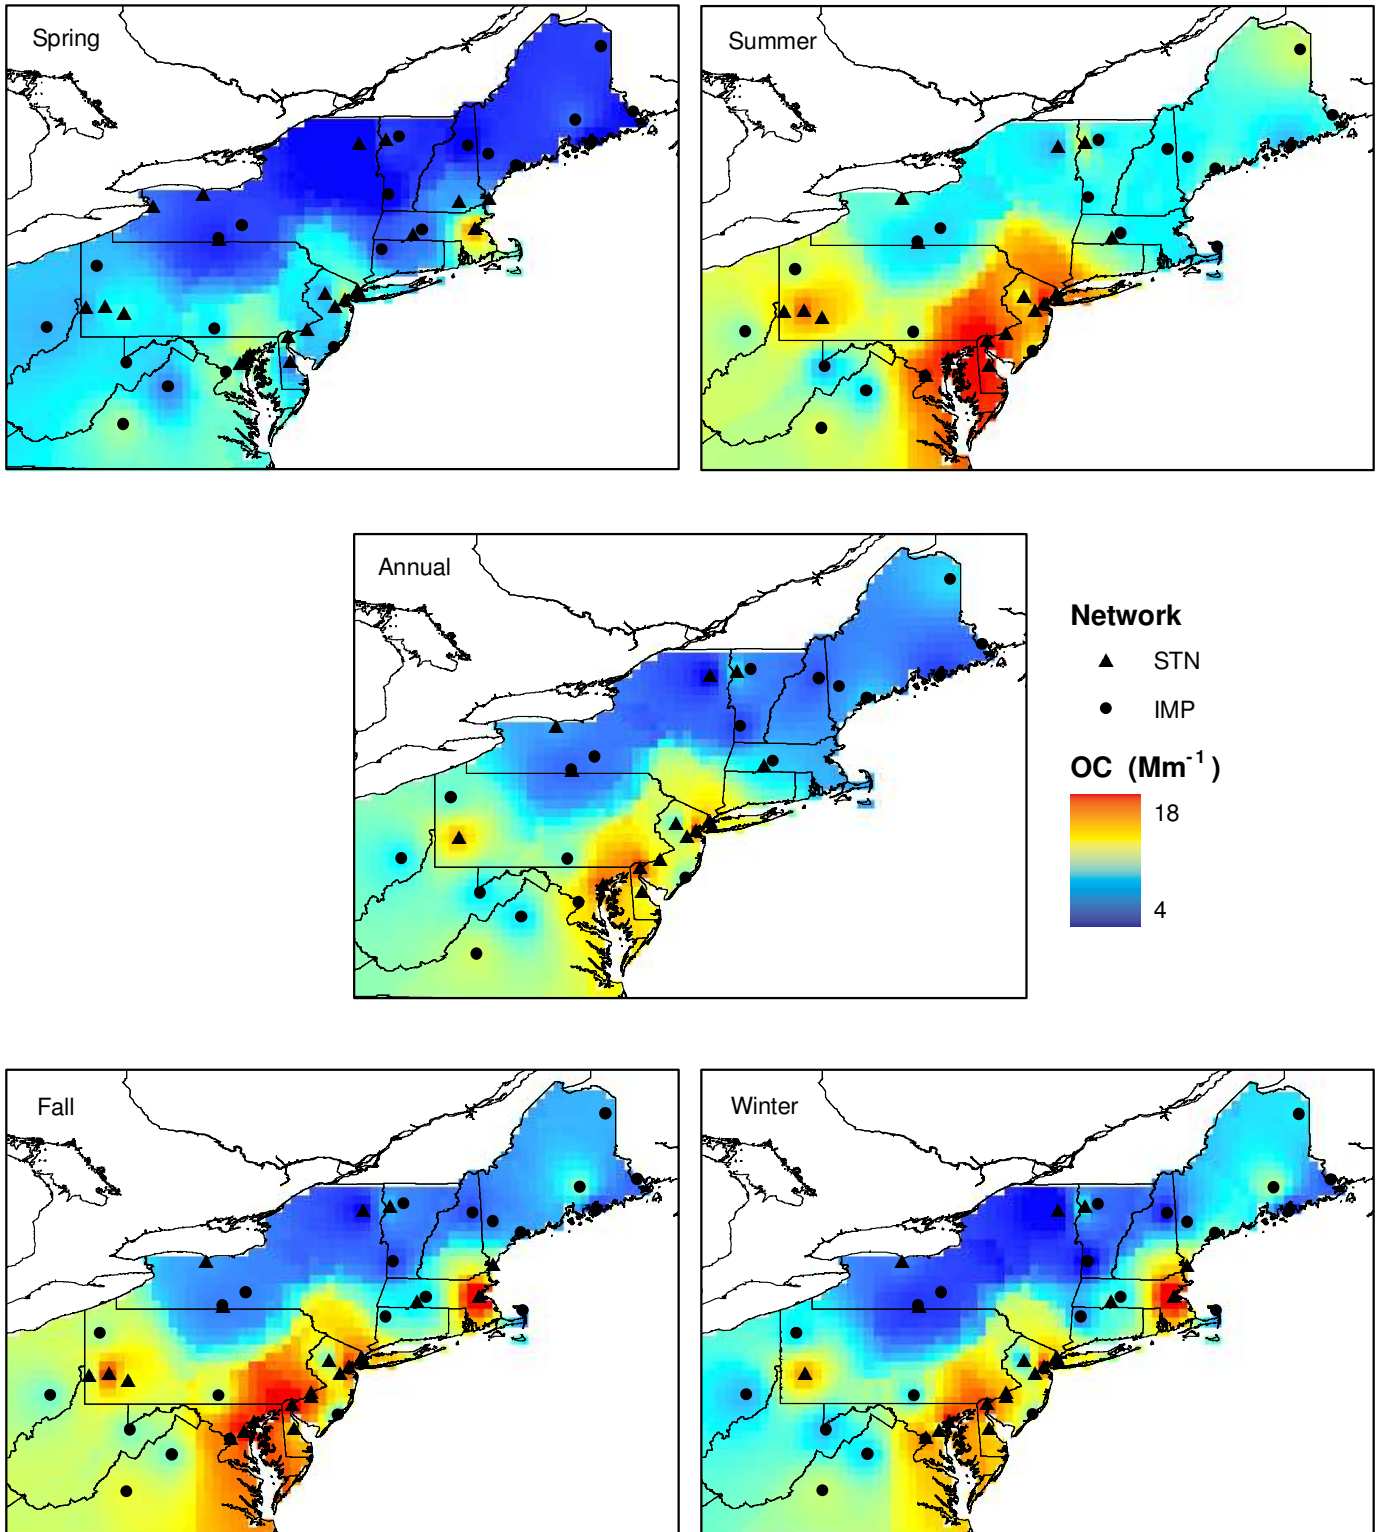 Spring
Summer
Annual
Network
STN
IMP
OC (Mm⁻¹)
18
4
Fall
Winter